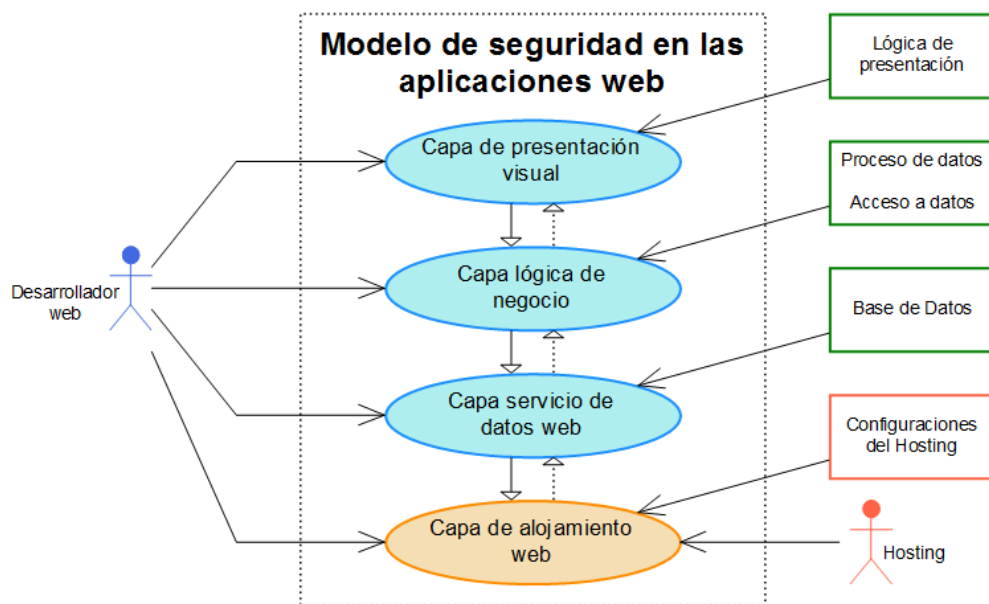 Modelo de seguridad en las
aplicaciones web
Lógica de
presentación
Capa de presentación
visual
Proceso de datos
Acceso a datos
Desarrollador
web
Capa lógica de
negocio
Base de Datos
Capa servicio de
datos web
Configuraciones
del Hosting
Capa de alojamiento
web
Hosting